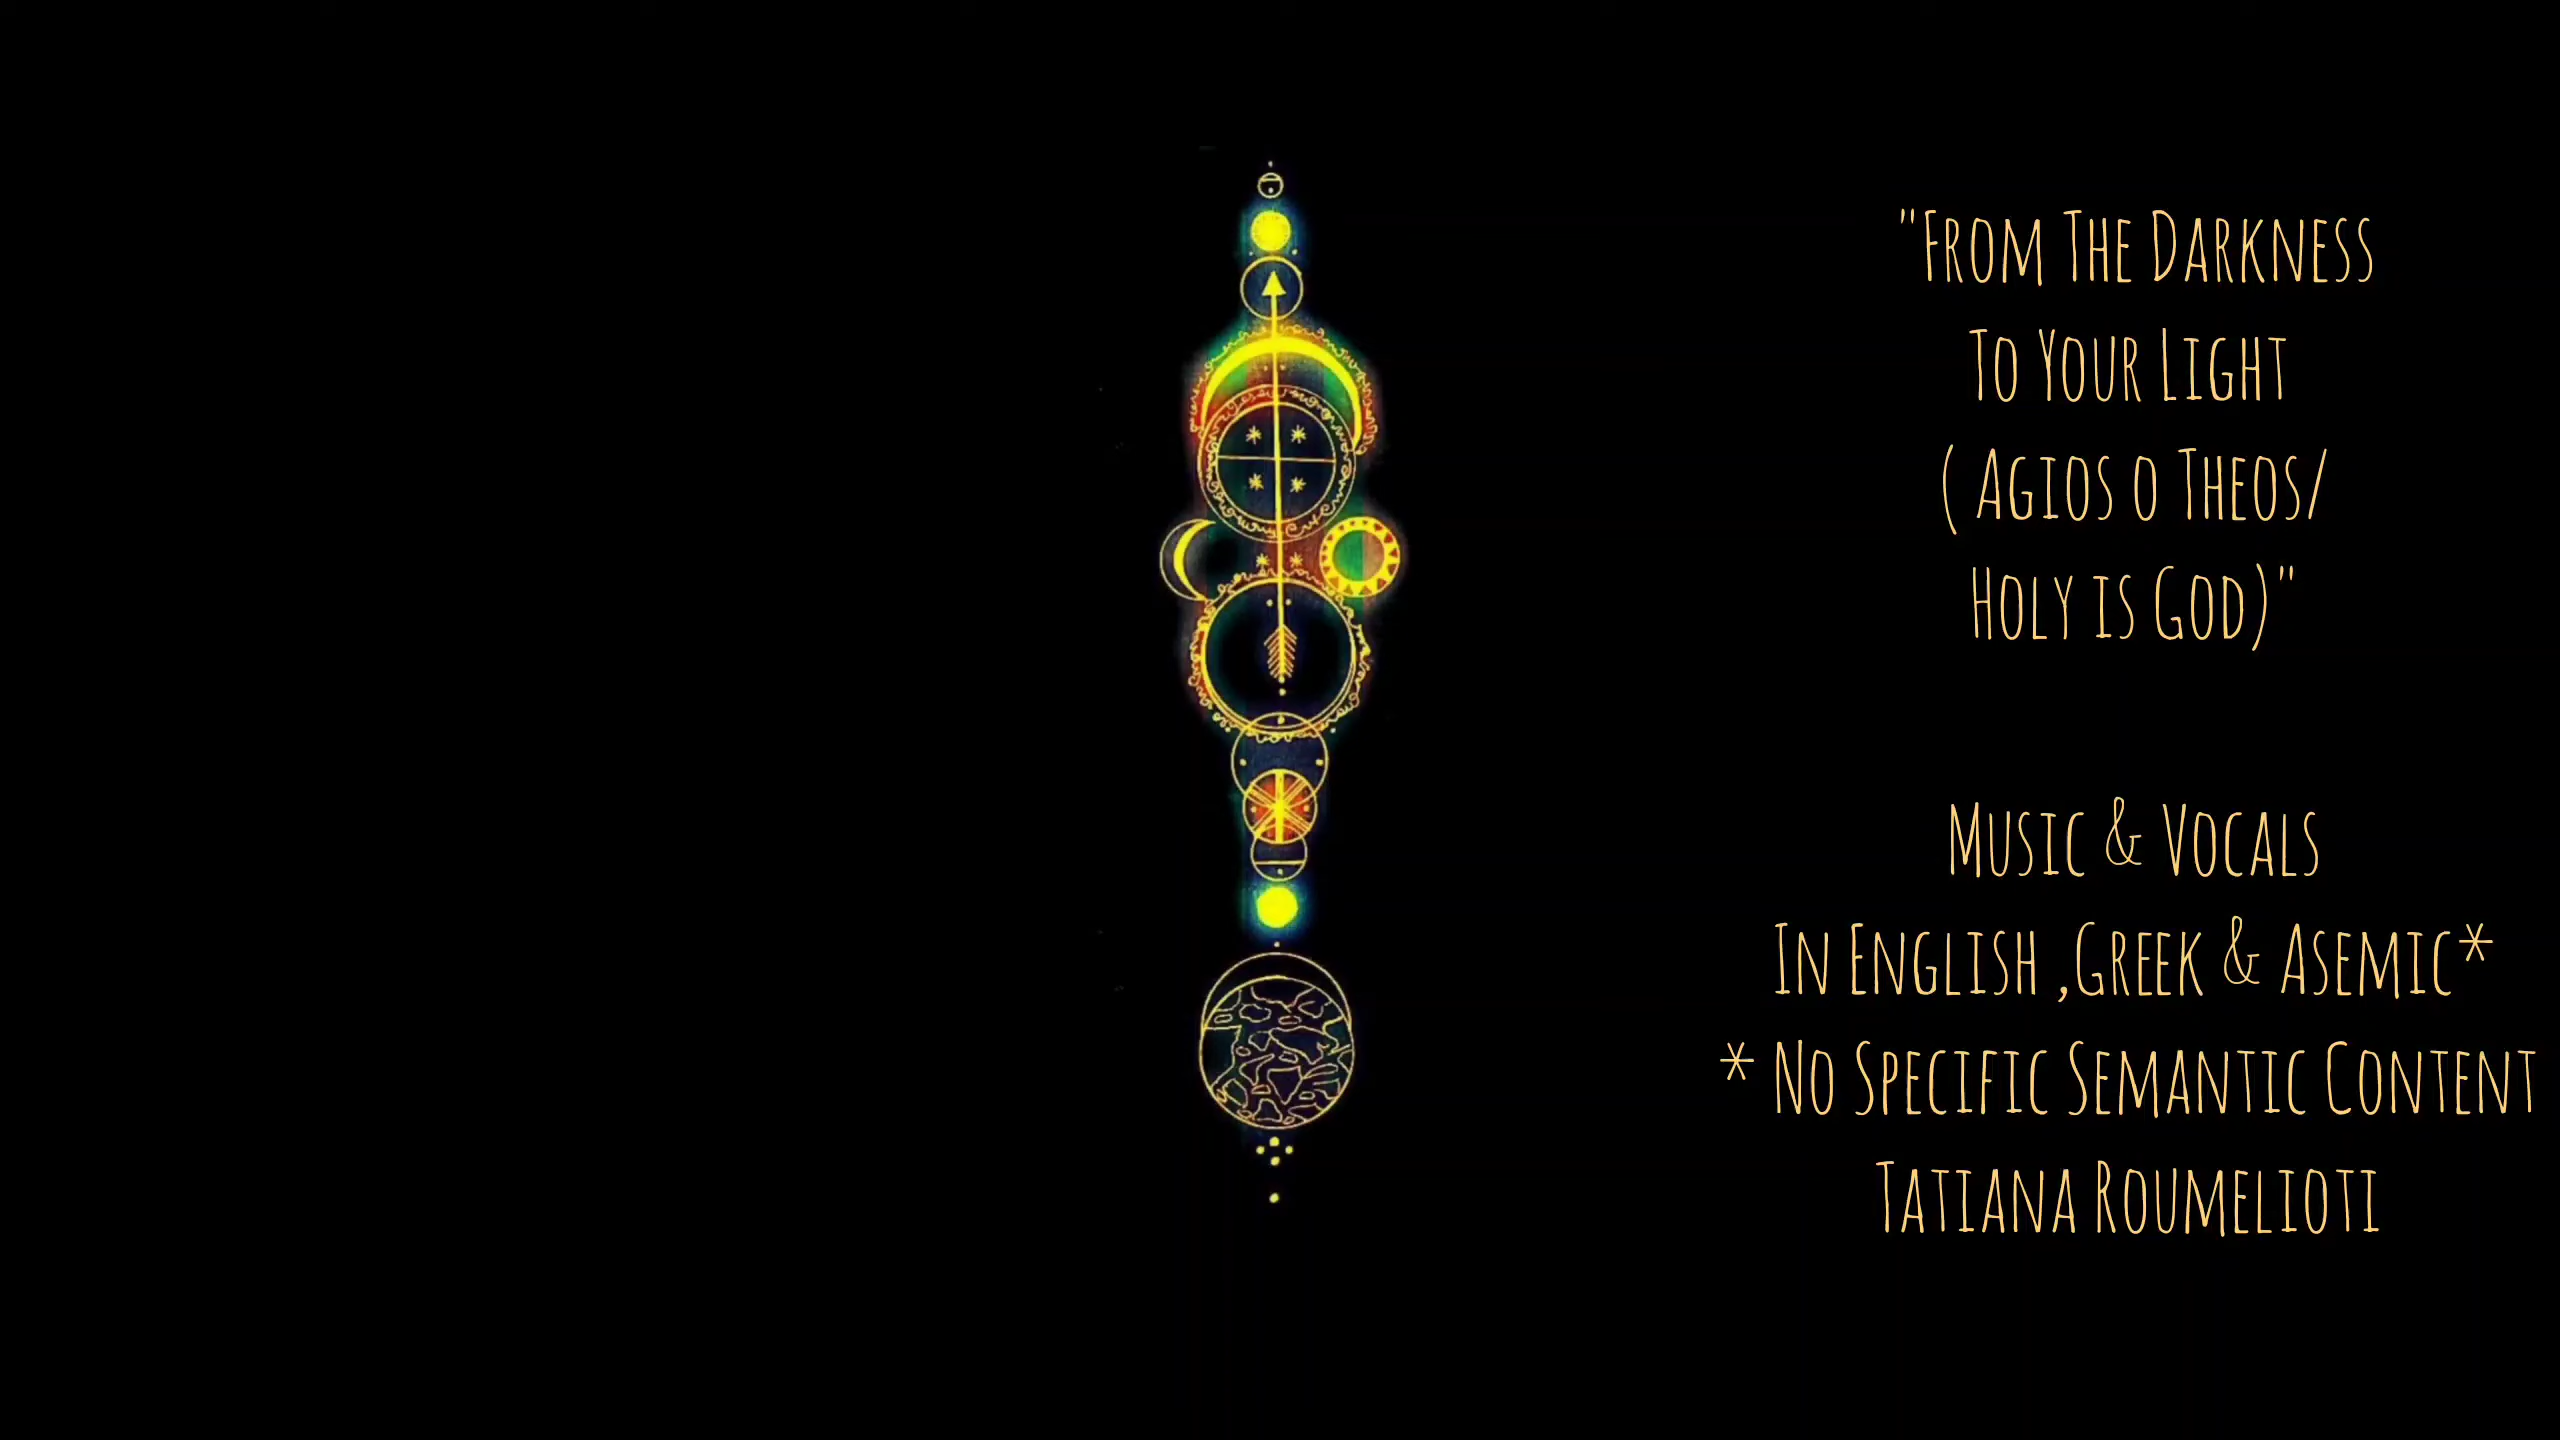 "From The Darkness
To Your Light
( Agios o Theos/
Holy is God)"
Music & Vocals
In English ,Greek & Asemic*
* No Specific Semantic Content
Tatiana Roumelioti